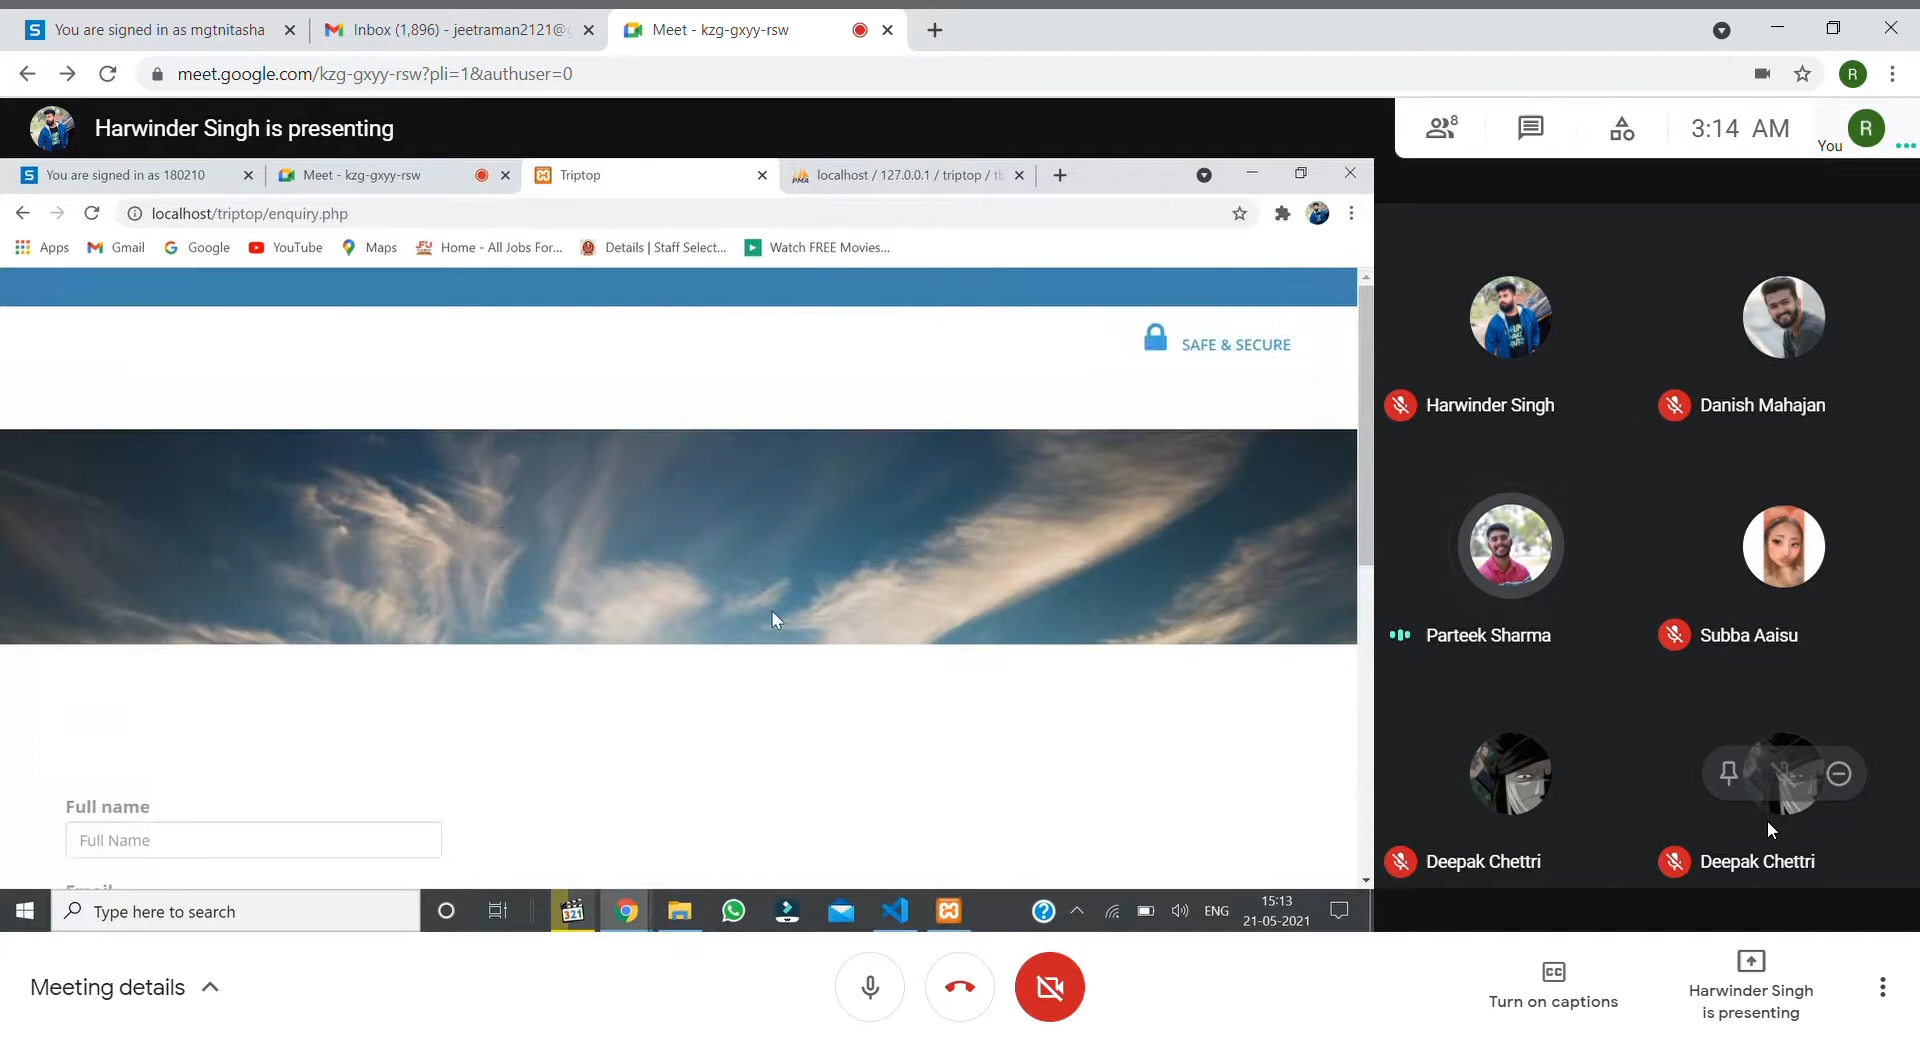 You are signed in as mgtnitasha
Inbox (1,896) - jeetraman2121@
Meet - kzg-gxyy-rsw
meet.google.com/kzg-gxyy-rsw?pli=1&authuser=0
R
Harwinder Singh is presenting
8
3:14 AM
You
R
You are signed in as 180210
Meet - kzg-gxyy-rsw
Triptop
localhost / 127.0.0.1 / triptop / tb
localhost/triptop/enquiry.php
Apps
Gmail
Google
YouTube
Maps
Home - All Jobs For...
Details | Staff Select...
Watch FREE Movies...
SAFE & SECURE
Full name
Full Name
Email
Harwinder Singh
Danish Mahajan
Parteek Sharma
Subba Aaisu
Deepak Chettri
Deepak Chettri
Type here to search
321
ENG
15:13
21-05-2021
Meeting details
Turn on captions
Harwinder Singh
is presenting